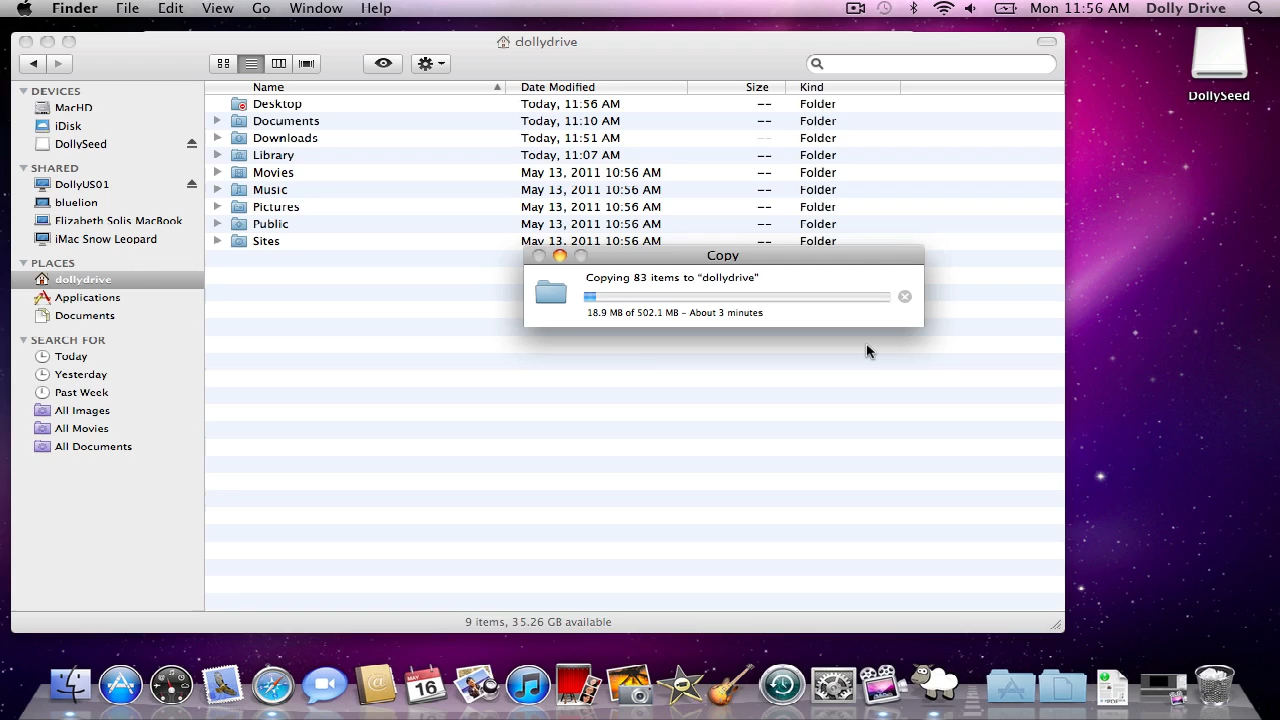 Finder File Edit View Go Window Help Mon 11:56 AM Dolly Drive
dollydrive
DollySeed
DEVICES
MacHD
iDisk
DollySeed
SHARED
DollyUS01
bluelion
Elizabeth Solis MacBook
iMac Snow Leopard
PLACES
dollydrive
Applications
Documents
SEARCH FOR
Today
Yesterday
Past Week
All Images
All Movies
All Documents
Name Date Modified Size Kind
Desktop Today, 11:56 AM -- Folder
Documents Today, 11:10 AM -- Folder
Downloads Today, 11:51 AM -- Folder
Library Today, 11:07 AM -- Folder
Movies May 13, 2011 10:56 AM -- Folder
Music May 13, 2011 10:56 AM -- Folder
Pictures May 13, 2011 10:56 AM -- Folder
Public May 13, 2011 10:56 AM -- Folder
Sites May 13, 2011 10:56 AM -- Folder
Copy
Copying 83 items to “dollydrive”
18.9 MB of 502.1 MB – About 3 minutes
9 items, 35.26 GB available
MAY
16
PDF